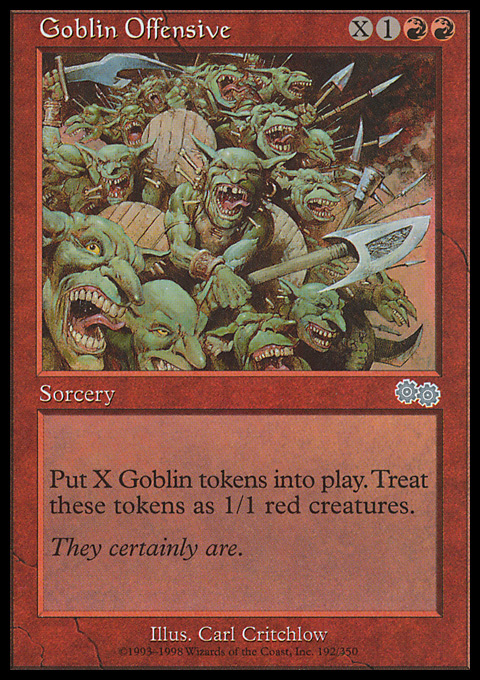 Goblin Offensive X 1
Sorcery
Put X Goblin tokens into play. Treat
these tokens as 1/1 red creatures.
They certainly are.
Illus. Carl Critchlow
©1993–1998 Wizards of the Coast, Inc. 192/350